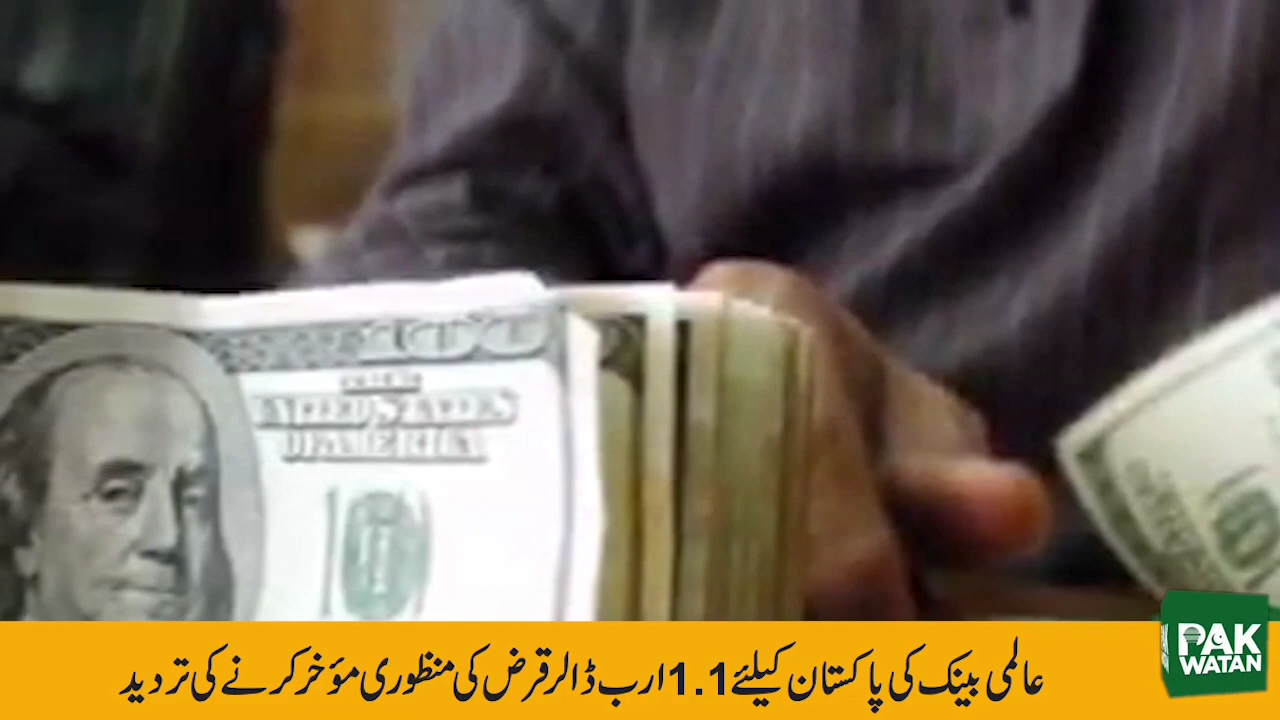 100
UNITED STATES
OF AMERICA
عالمی بینک کی پاکستان کیلئے 1.1 ارب ڈالر قرض کی منظوری مؤخر کرنے کی تردید
PAK
WATAN